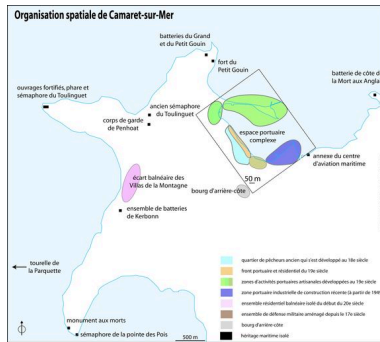 Organisation spatiale de Camaret-sur-Mer
batteries du Grand
et du Petit Gouin
fort du
Petit Gouin
batterie de côte de
la Mort aux Anglais
ouvrages fortifiés, phare et
sémaphore du Toulinguet
ancien sémaphore
du Toulinguet
corps de garde
de Penhoat
espace portuaire
complexe
annexe du centre
d'aviation maritime
50 m
écart balnéaire des
Villas de la Montagne
bourg d'arrière-côte
ensemble de batteries
de Kerbonn
tourelle de
la Parquette
quartier de pêcheurs ancien qui s'est développé au 18e siècle
front portuaire et résidentiel du 19e siècle
zones d'activités portuaires artisanales développées au 19e siècle
zone portuaire industrielle de construction récente (à partir de 1945
ensemble résidentiel balnéaire isolé du début du 20e siècle
ensemble de défense militaire aménagé depuis le 17e siècle
bourg d'arrière-côte
héritage maritime isolé
monument aux morts
sémaphore de la pointe des Pois
500 m